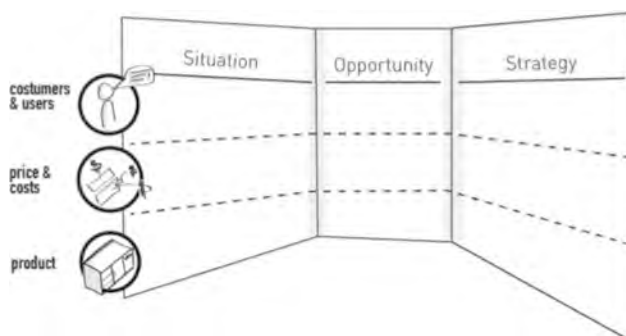 Situation
Opportunity
Strategy
costumers
& users
price &
costs
product